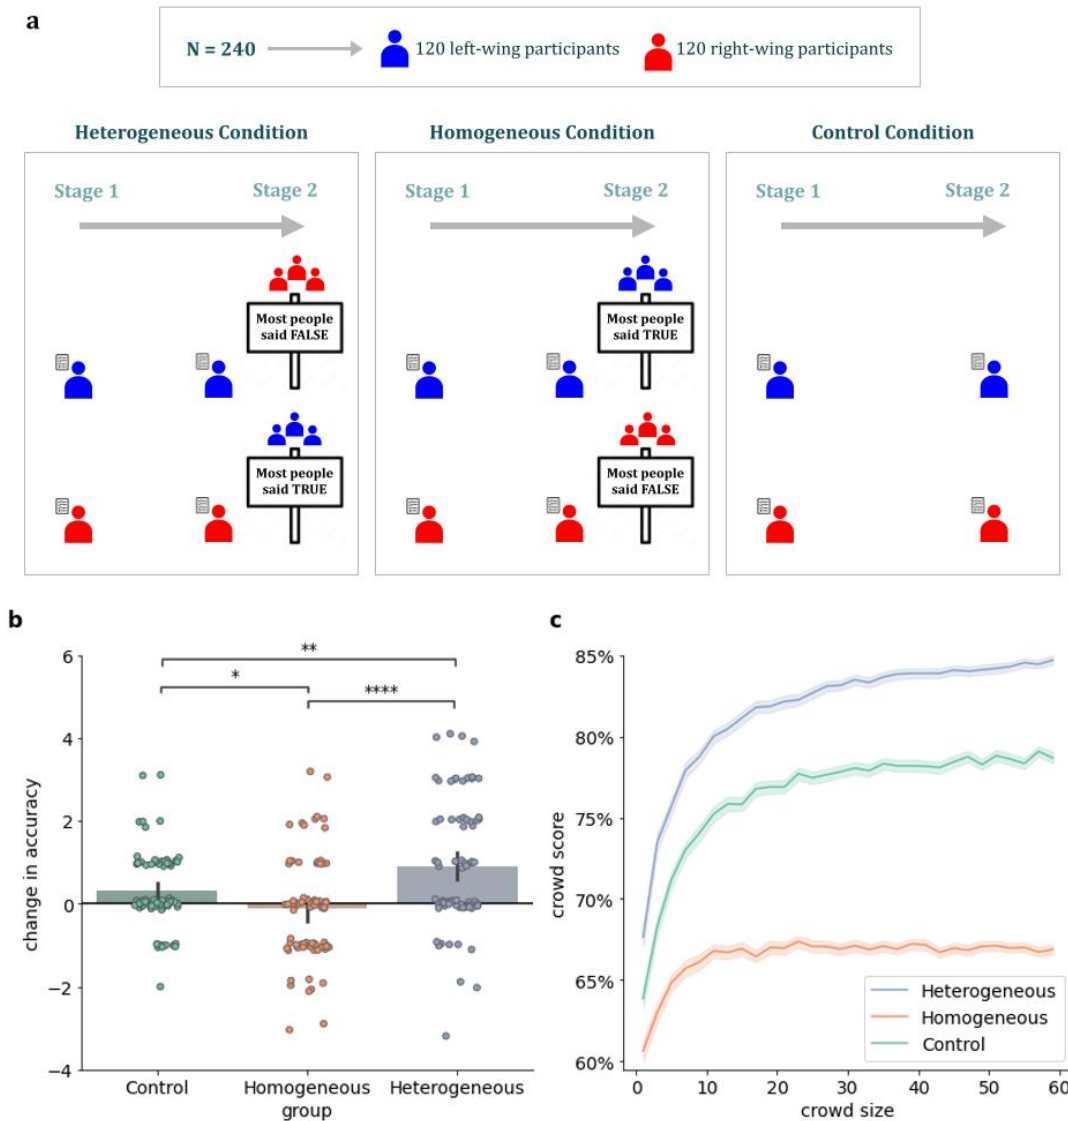 a
N = 240
120 left-wing participants
120 right-wing participants
Heterogeneous Condition
Homogeneous Condition
Control Condition
Stage 1
Stage 2
Stage 1
Stage 2
Stage 1
Stage 2
Most people
said FALSE
Most people
said TRUE
Most people
said TRUE
Most people
said FALSE
b
6
4
2
0
−2
−4
change in accuracy
**
*
****
Control
Homogeneous
Heterogeneous
group
c
85%
80%
75%
70%
65%
60%
crowd score
Heterogeneous
Homogeneous
Control
0
10
20
30
40
50
60
crowd size